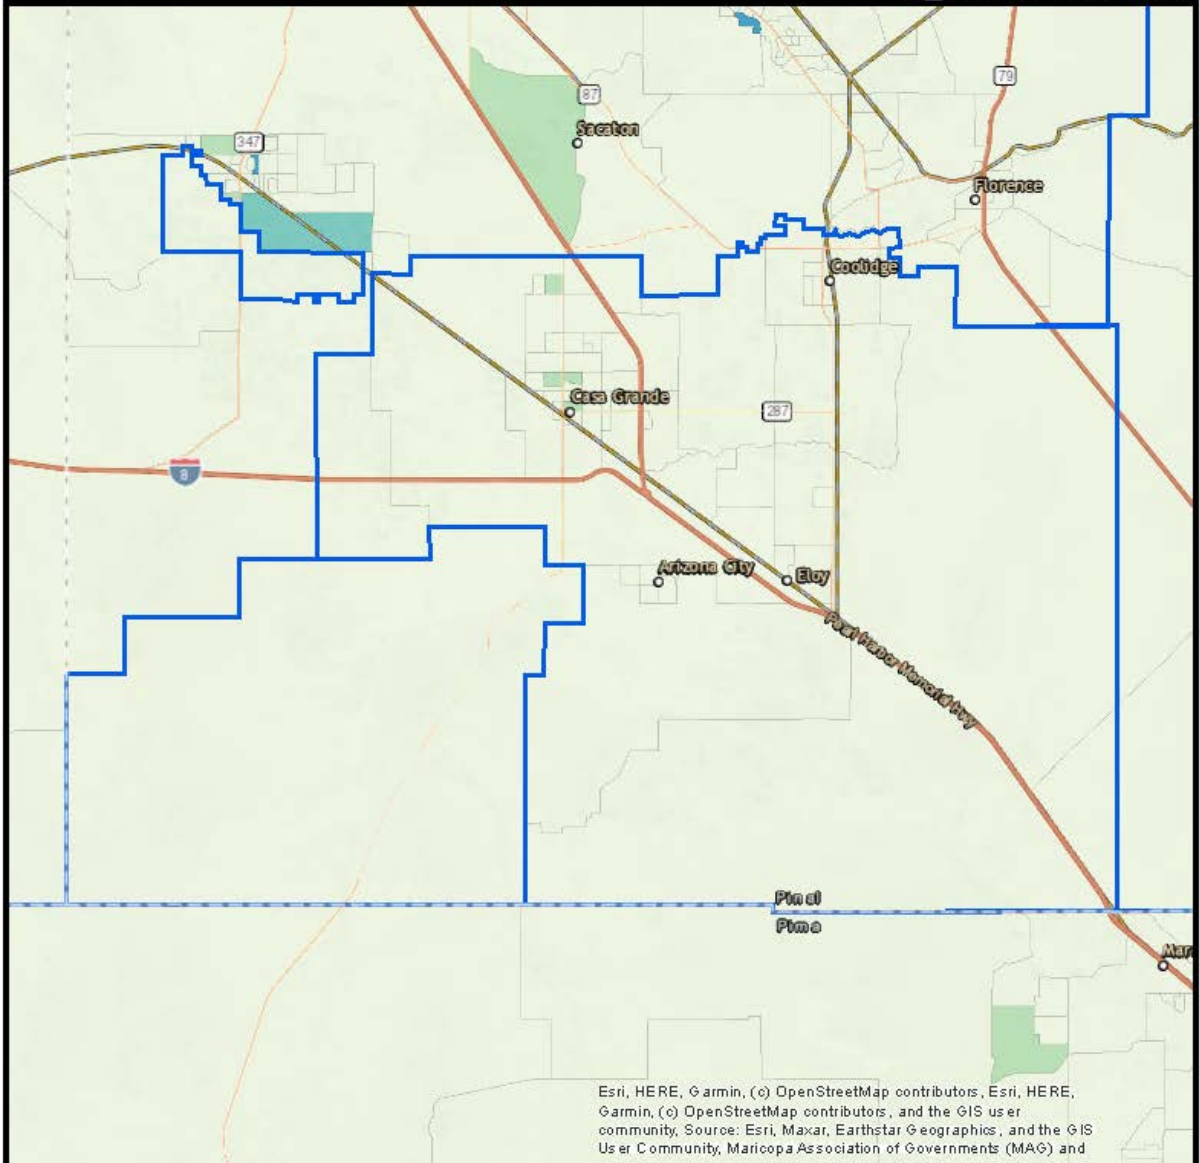 79
87
Sacaton
347
Florence
Coolidge
Casa Grande
287
8
Arizona City
Eloy
Pearl Harbor Memorial Hwy
Pinal
Pima
Mar
Esri, HERE, Garmin, (c) OpenStreetMap contributors, Esri, HERE,
Garmin, (c) OpenStreetMap contributors, and the GIS user
community, Source: Esri, Maxar, Earthstar Geographics, and the GIS
User Community, Maricopa Association of Governments (MAG) and